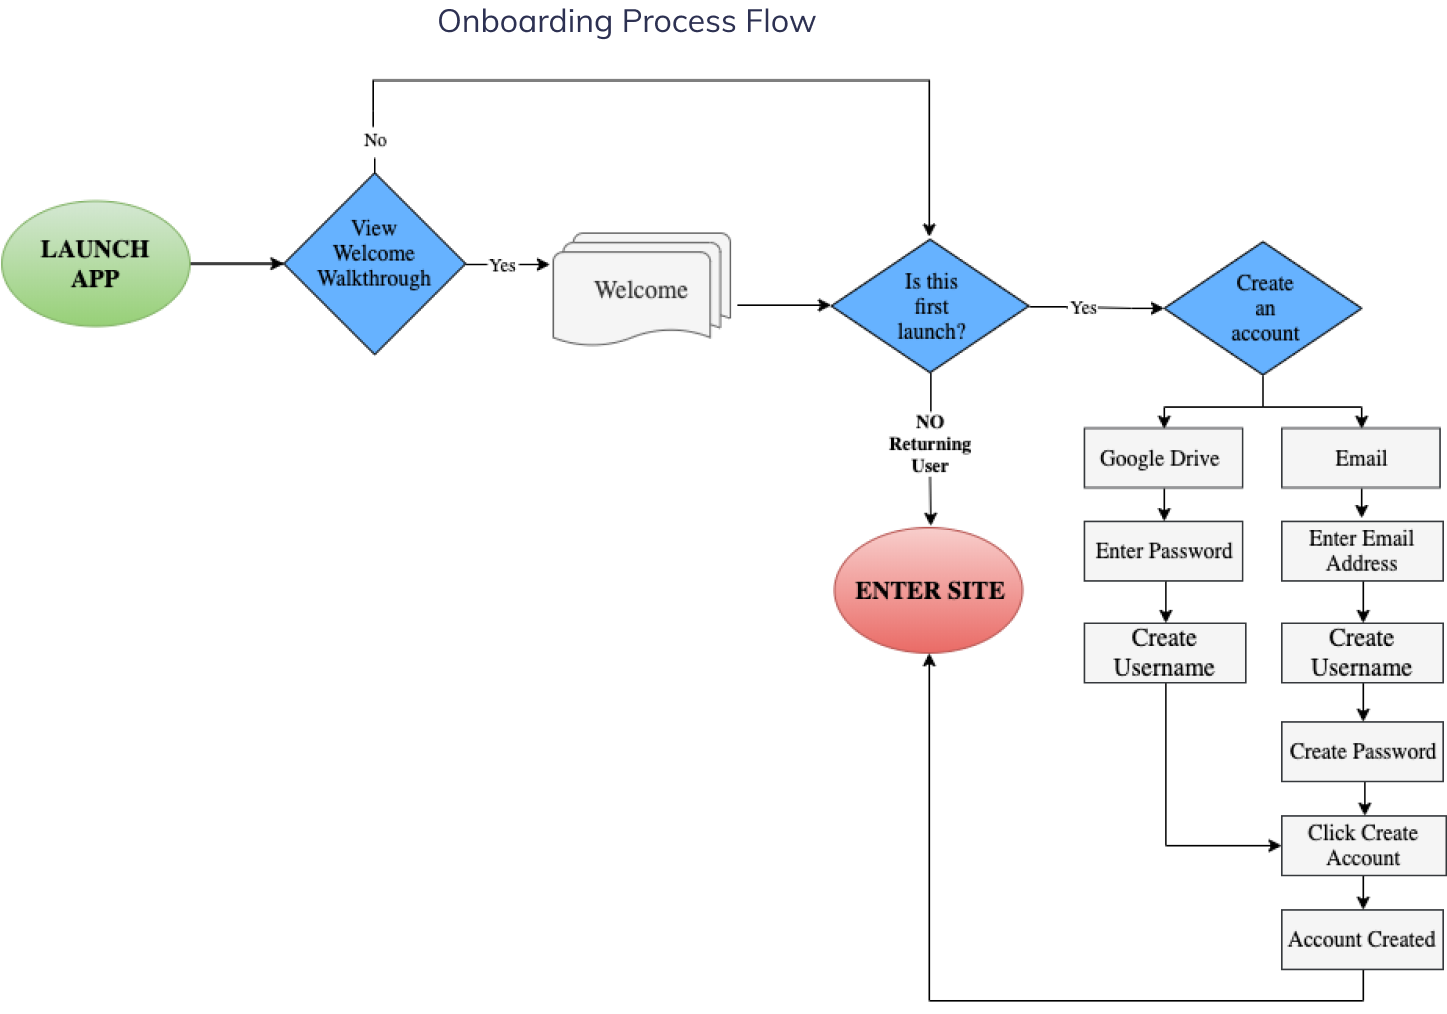 Onboarding Process Flow
No
LAUNCH
APP
View
Welcome
Walkthrough
Yes
Welcome
Is this
first
launch?
Yes
Create
an
account
NO
Returning
User
ENTER SITE
Google Drive
Enter Password
Create
Username
Email
Enter Email
Address
Create
Username
Create Password
Click Create
Account
Account Created